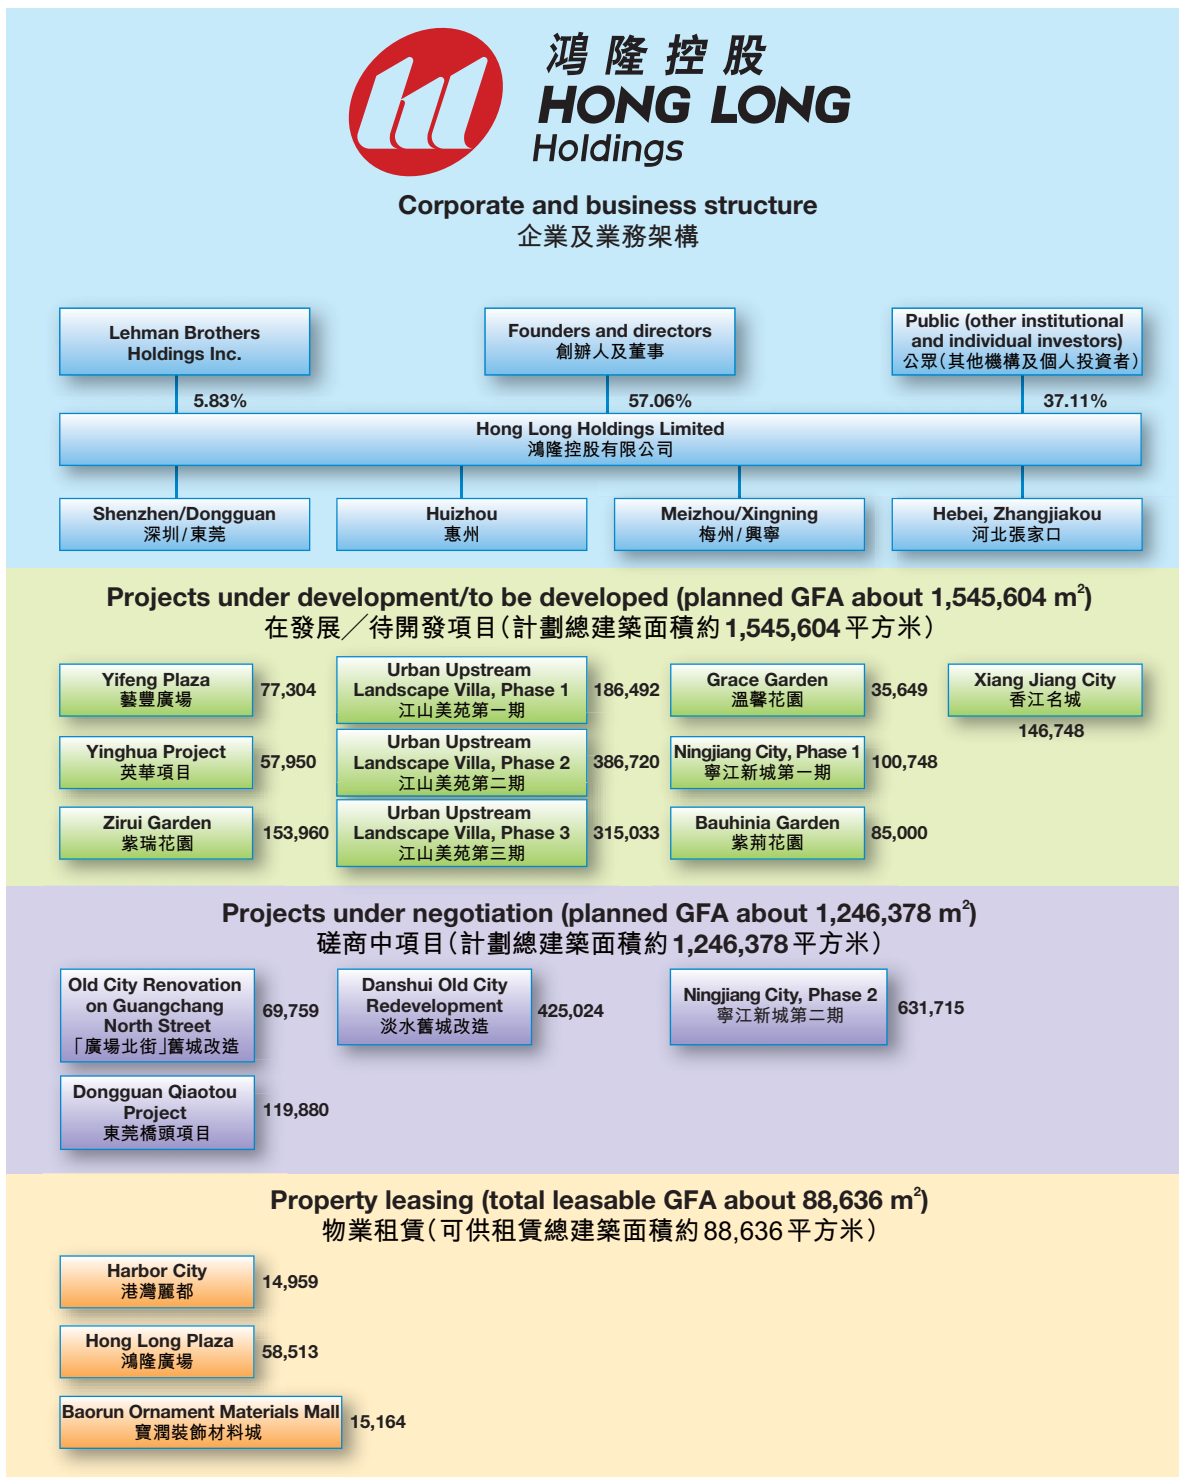 鴻隆控股
HONG LONG
Holdings
Corporate and business structure
企業及業務架構
Lehman Brothers
Holdings Inc.
Founders and directors
創辦人及董事
Public (other institutional
and individual investors)
公眾(其他機構及個人投資者)
5.83%
57.06%
37.11%
Hong Long Holdings Limited
鴻隆控股有限公司
Shenzhen/Dongguan
深圳/東莞
Huizhou
惠州
Meizhou/Xingning
梅州/興寧
Hebei, Zhangjiakou
河北張家口
Projects under development/to be developed (planned GFA about 1,545,604 m²)
在發展╱待開發項目(計劃總建築面積約1,545,604平方米)
Yifeng Plaza
藝豐廣場
77,304
Urban Upstream
Landscape Villa, Phase 1
江山美苑第一期
186,492
Grace Garden
溫馨花園
35,649
Xiang Jiang City
香江名城
146,748
Yinghua Project
英華項目
57,950
Urban Upstream
Landscape Villa, Phase 2
江山美苑第二期
386,720
Ningjiang City, Phase 1
寧江新城第一期
100,748
Zirui Garden
紫瑞花園
153,960
Urban Upstream
Landscape Villa, Phase 3
江山美苑第三期
315,033
Bauhinia Garden
紫荊花園
85,000
Projects under negotiation (planned GFA about 1,246,378 m²)
磋商中項目(計劃總建築面積約1,246,378平方米)
Old City Renovation
on Guangchang
North Street
「廣場北街」舊城改造
69,759
Danshui Old City
Redevelopment
淡水舊城改造
425,024
Ningjiang City, Phase 2
寧江新城第二期
631,715
Dongguan Qiaotou
Project
東莞橋頭項目
119,880
Property leasing (total leasable GFA about 88,636 m²)
物業租賃(可供租賃總建築面積約88,636平方米)
Harbor City
港灣麗都
14,959
Hong Long Plaza
鴻隆廣場
58,513
Baorun Ornament Materials Mall
寶潤裝飾材料城
15,164